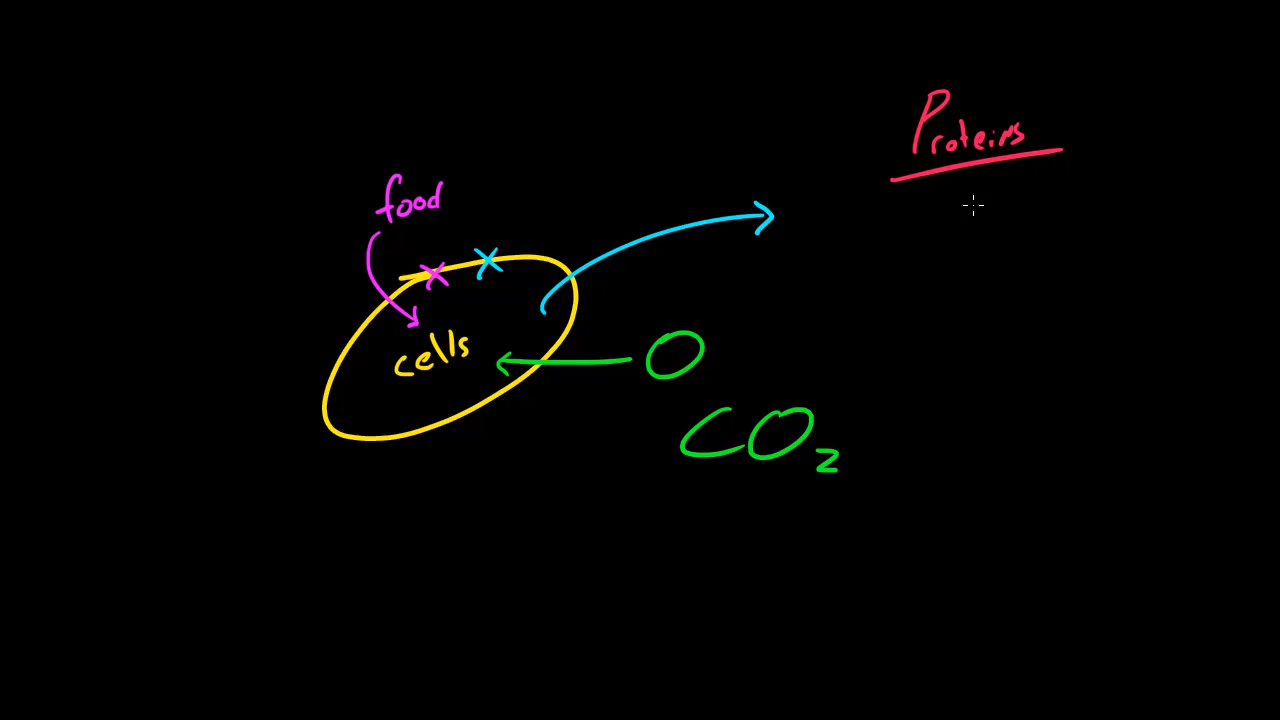 Proteins
food
cells
O
CO₂